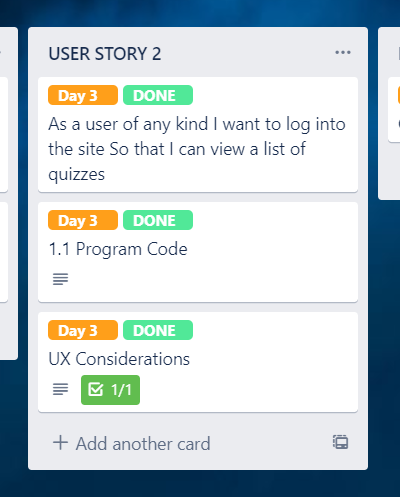 USER STORY 2
Day 3 DONE
As a user of any kind I want to log into
the site So that I can view a list of
quizzes
Day 3 DONE
1.1 Program Code
Day 3 DONE
UX Considerations
1/1
+ Add another card